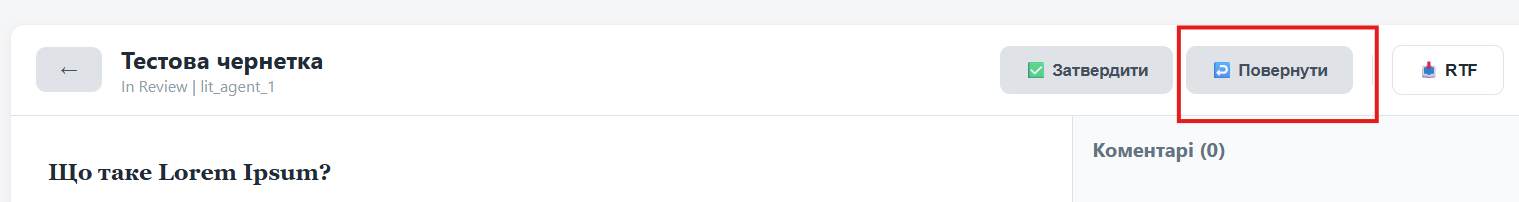 ←
Тестова чернетка
In Review | lit_agent_1
✅ Затвердити
↩️ Повернути
📥 RTF
Що таке Lorem Ipsum?
Коментарі (0)